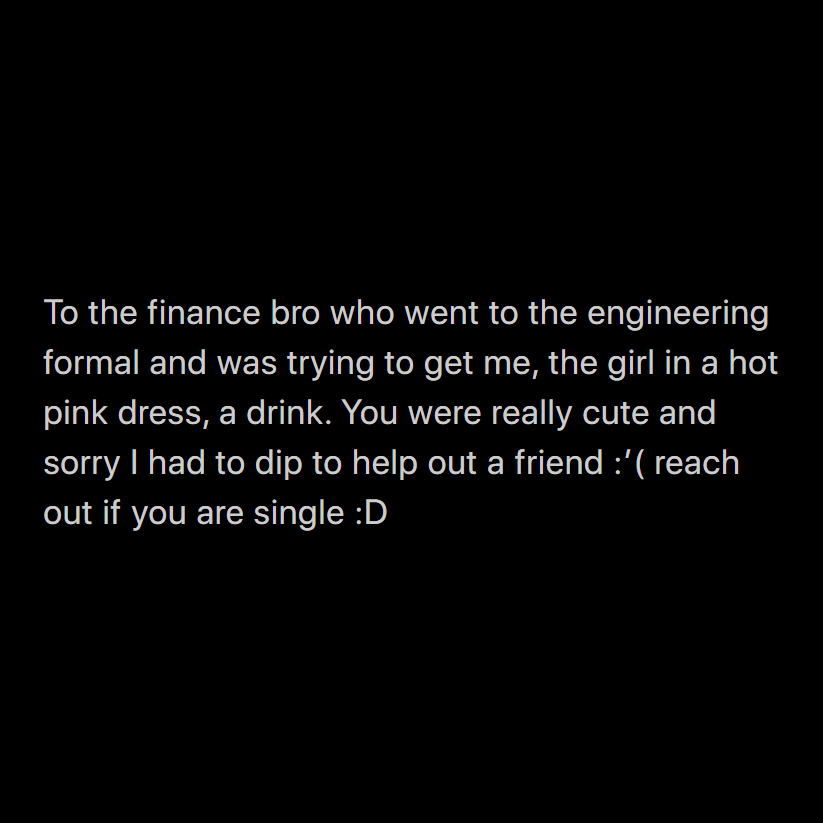 To the finance bro who went to the engineering
formal and was trying to get me, the girl in a hot
pink dress, a drink. You were really cute and
sorry I had to dip to help out a friend :’( reach
out if you are single :D